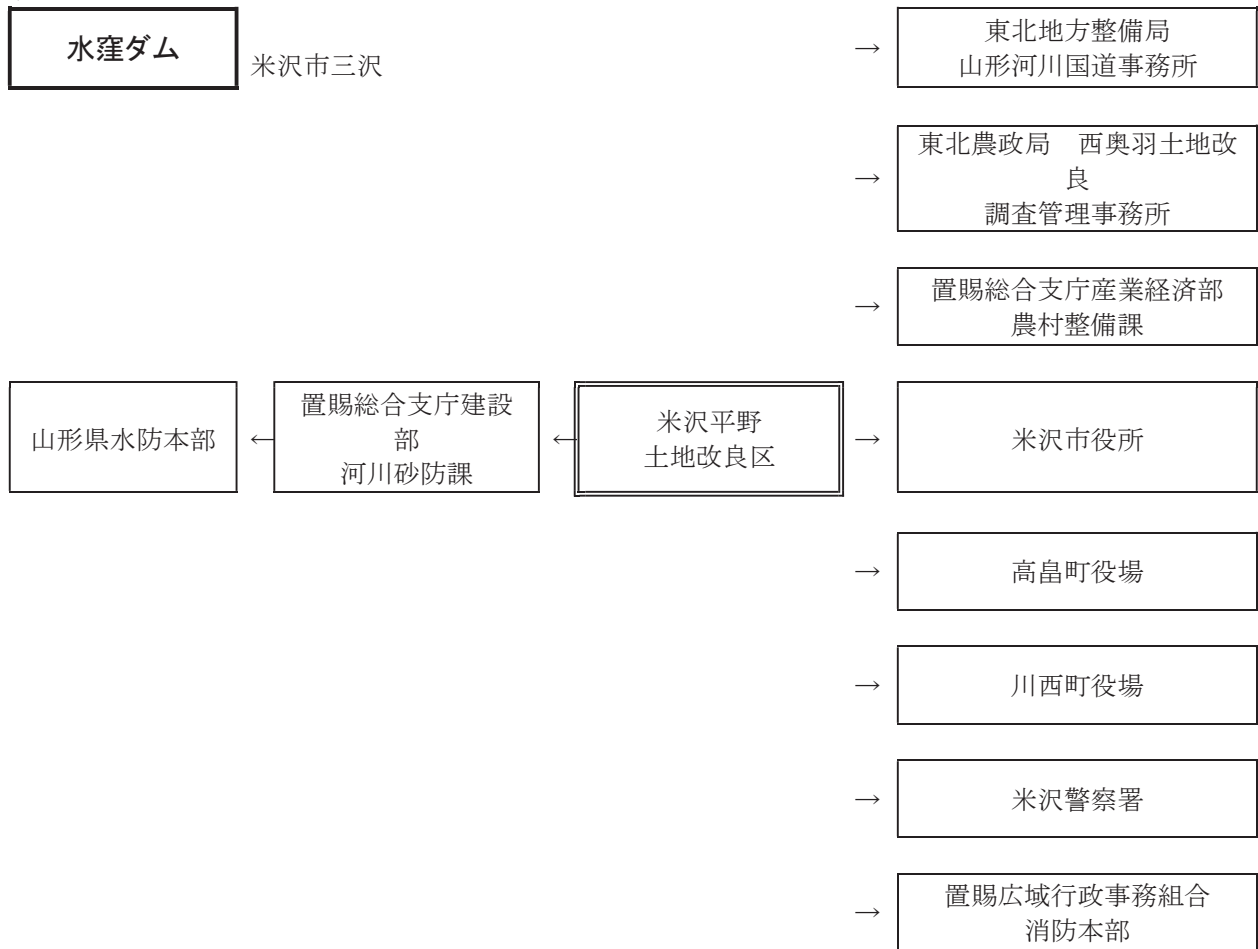 水窪ダム
米沢市三沢
→
東北地方整備局
山形河川国道事務所
→
東北農政局　西奥羽土地改
良
調査管理事務所
→
置賜総合支庁産業経済部
農村整備課
山形県水防本部
←
置賜総合支庁建設
部
河川砂防課
←
米沢平野
土地改良区
→
米沢市役所
→
高畠町役場
→
川西町役場
→
米沢警察署
→
置賜広域行政事務組合
消防本部